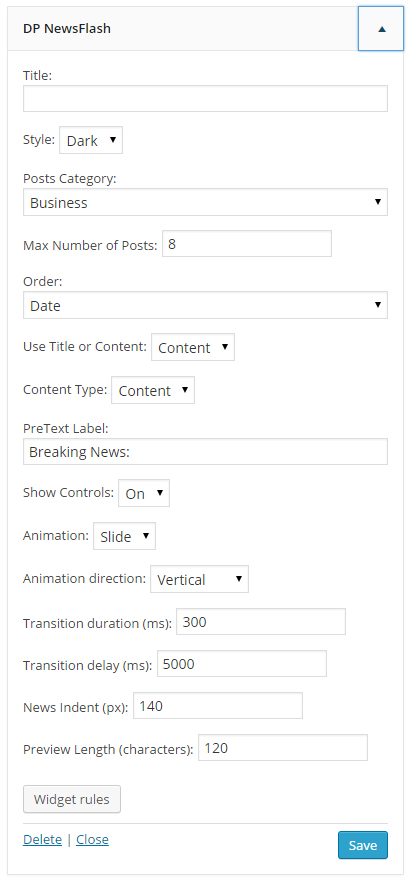 DP NewsFlash
Title:
Style: Dark
Posts Category:
Business
Max Number of Posts: 8
Order:
Date
Use Title or Content: Content
Content Type: Content
PreText Label:
Breaking News:
Show Controls: On
Animation: Slide
Animation direction: Vertical
Transition duration (ms): 300
Transition delay (ms): 5000
News Indent (px): 140
Preview Length (characters): 120
Widget rules
Delete | Close Save